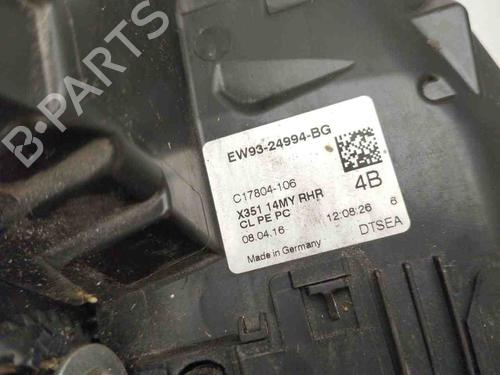 B-PARTS
EW93-24994-BG
C17804-106
4B
X351 14MY RHR
CL PE PC
08.04.16 12:08:26 6
DTSEA
Made in Germany
T